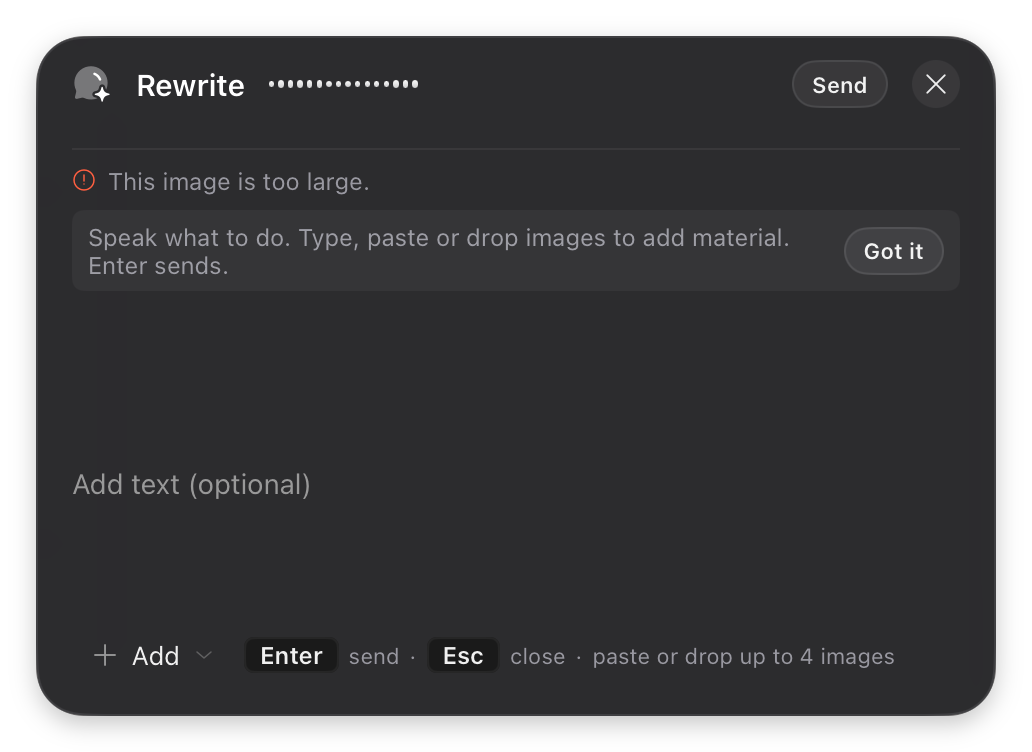 Rewrite
Send
This image is too large.
Speak what to do. Type, paste or drop images to add material.
Enter sends.
Got it
Add text (optional)
Add
Enter send · Esc close · paste or drop up to 4 images